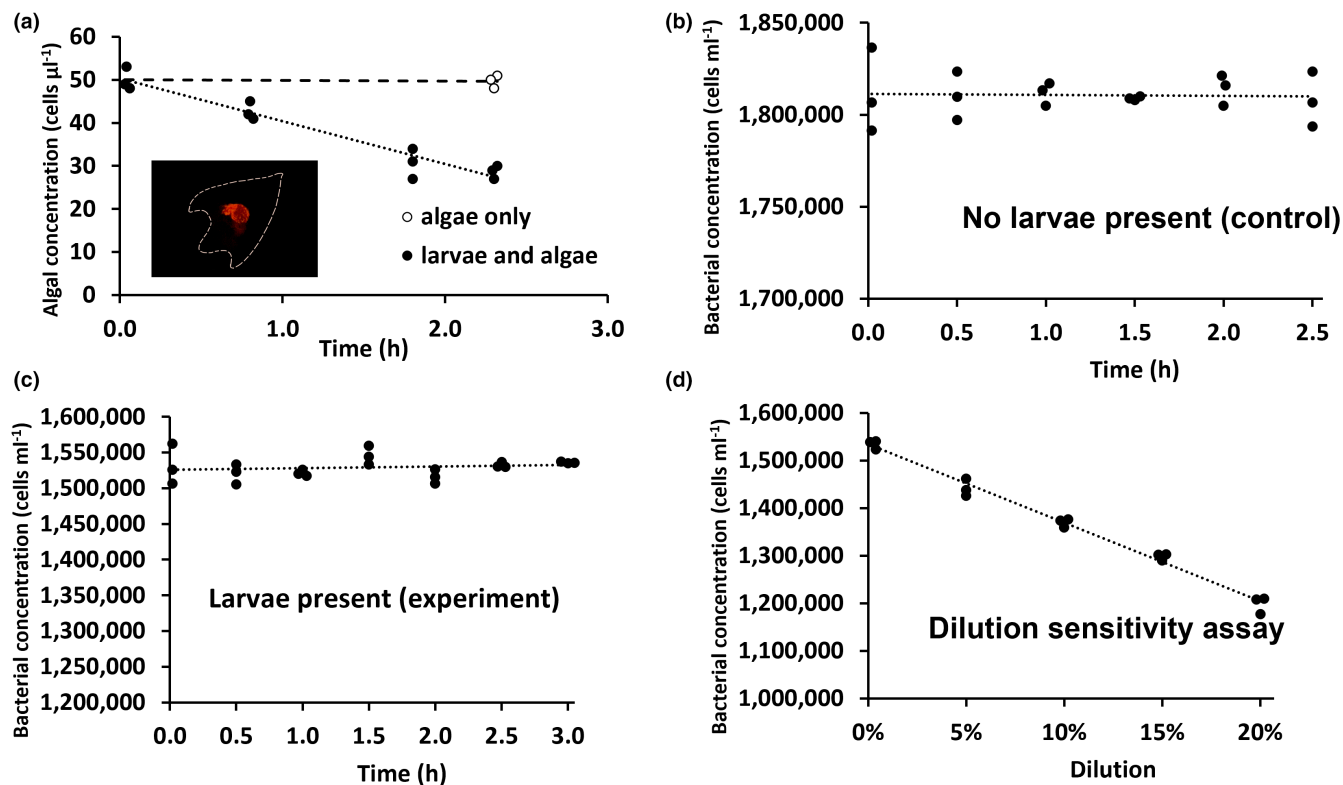 (a)
Algal concentration (cells µl-1)
60
50
40
30
20
10
0
0.0 1.0 2.0 3.0
Time (h)
algae only
larvae and algae
(b)
Bacterial concentration (cells ml-1)
1,850,000
1,800,000
1,750,000
1,700,000
No larvae present (control)
0.0 0.5 1.0 1.5 2.0 2.5
Time (h)
(c)
Bacterial concentration (cells ml-1)
1,600,000
1,550,000
1,500,000
1,450,000
1,400,000
1,350,000
1,300,000
1,250,000
1,200,000
Larvae present (experiment)
0.0 0.5 1.0 1.5 2.0 2.5 3.0
Time (h)
(d)
Bacterial concentration (cells ml-1)
1,600,000
1,500,000
1,400,000
1,300,000
1,200,000
1,100,000
1,000,000
Dilution sensitivity assay
0% 5% 10% 15% 20%
Dilution